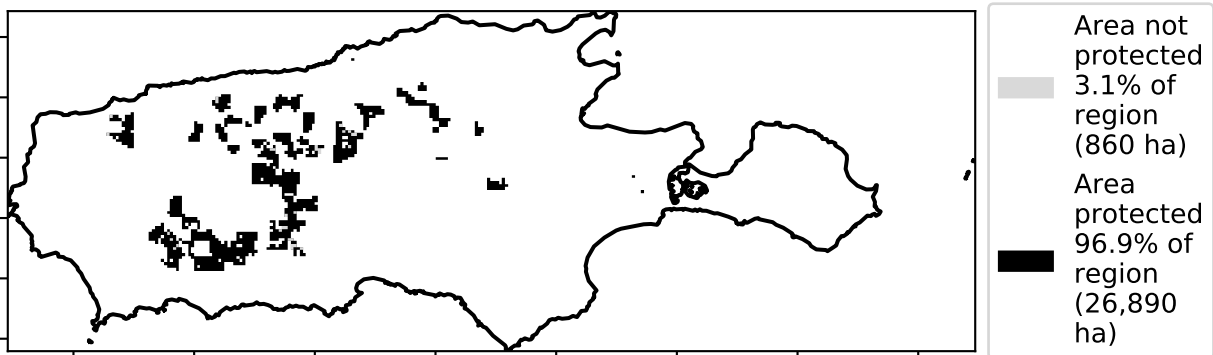 Area not
protected
3.1% of
region
(860 ha)
Area
protected
96.9% of
region
(26,890
ha)